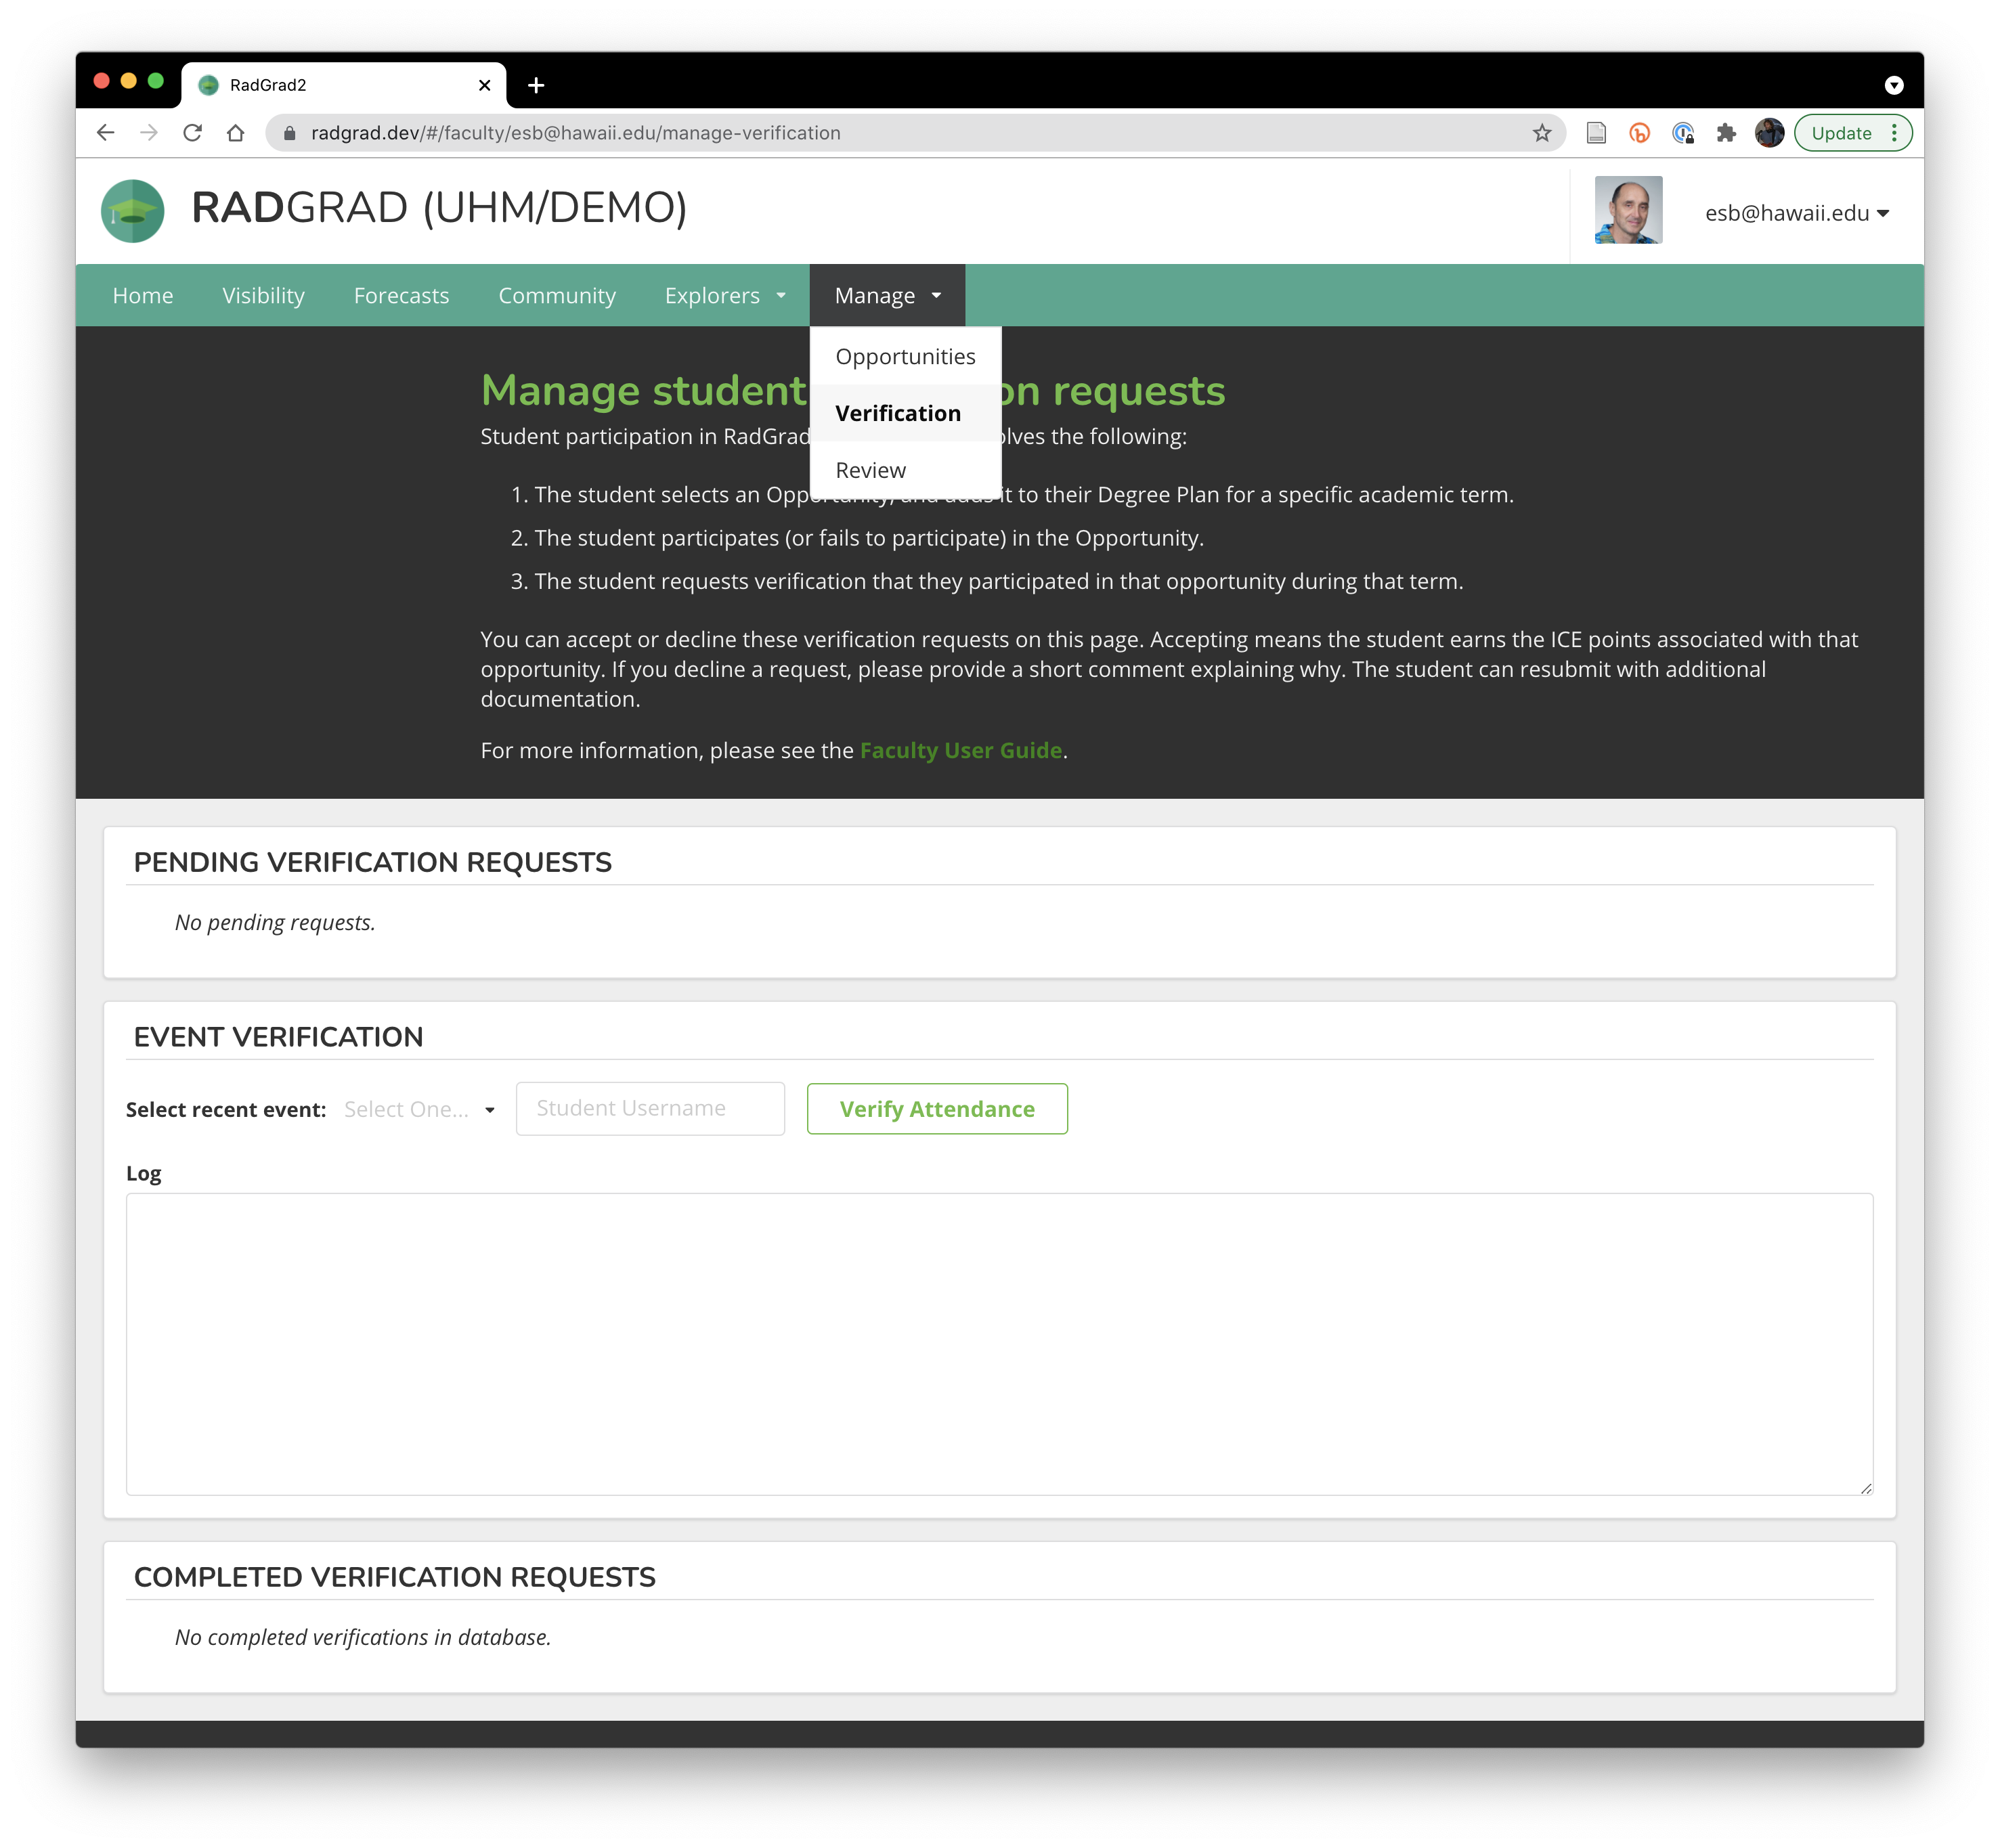 RadGrad2
radgrad.dev/#/faculty/esb@hawaii.edu/manage-verification
Update
RADGRAD (UHM/DEMO)
esb@hawaii.edu
Home Visibility Forecasts Community Explorers Manage
Opportunities
Verification
Review
Manage student on requests
Student participation in RadGrad the following:
1. The student selects an it to their Degree Plan for a specific academic term.
2. The student participates (or fails to participate) in the Opportunity.
3. The student requests verification that they participated in that opportunity during that term.
You can accept or decline these verification requests on this page. Accepting means the student earns the ICE points associated with that
opportunity. If you decline a request, please provide a short comment explaining why. The student can resubmit with additional
documentation.
For more information, please see the Faculty User Guide.
PENDING VERIFICATION REQUESTS
No pending requests.
EVENT VERIFICATION
Select recent event: Select One... Student Username Verify Attendance
Log
COMPLETED VERIFICATION REQUESTS
No completed verifications in database.